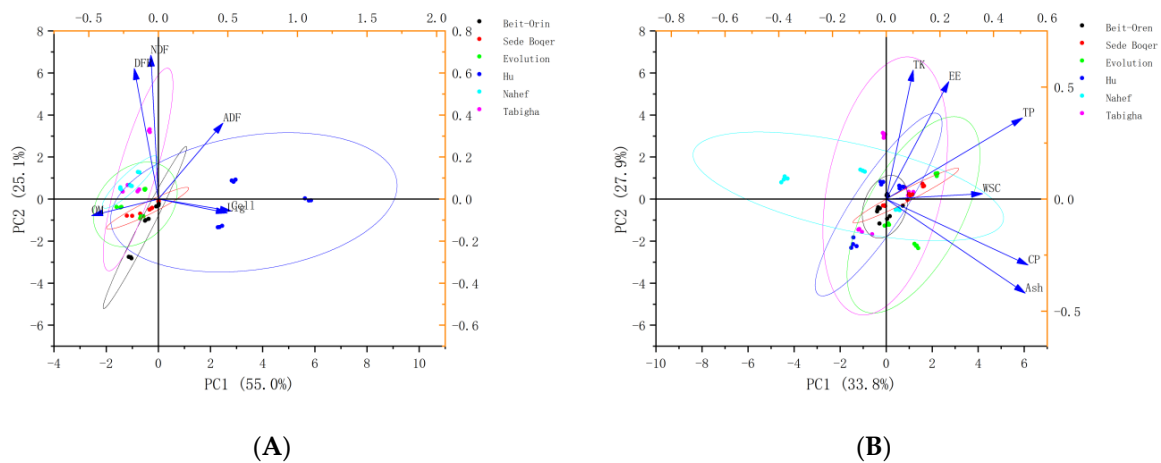 -0.5 0.0 0.5 1.0 1.5 2.0
8 6 4 2 0 -2 -4 -6
0.8 0.6 0.4 0.2 0.0 -0.2 -0.4 -0.6
-4 -2 0 2 4 6 8 10
PC2 (25.1%)
PC1 (55.0%)
NDF
ADF
OM
Cell
Beit-Orin
Sede Boqer
Evolution
Hu
Nahef
Tabigha
(A)
-0.8 -0.6 -0.4 -0.2 0.0 0.2 0.4 0.6
8 6 4 2 0 -2 -4 -6
0.5 0.0 -0.5
-10 -8 -6 -4 -2 0 2 4 6
PC2 (27.9%)
PC1 (33.8%)
TK
EE
TP
WSC
CP
Ash
Beit-Oren
Sede Boqer
Evolution
Hu
Nahef
Tabigha
(B)